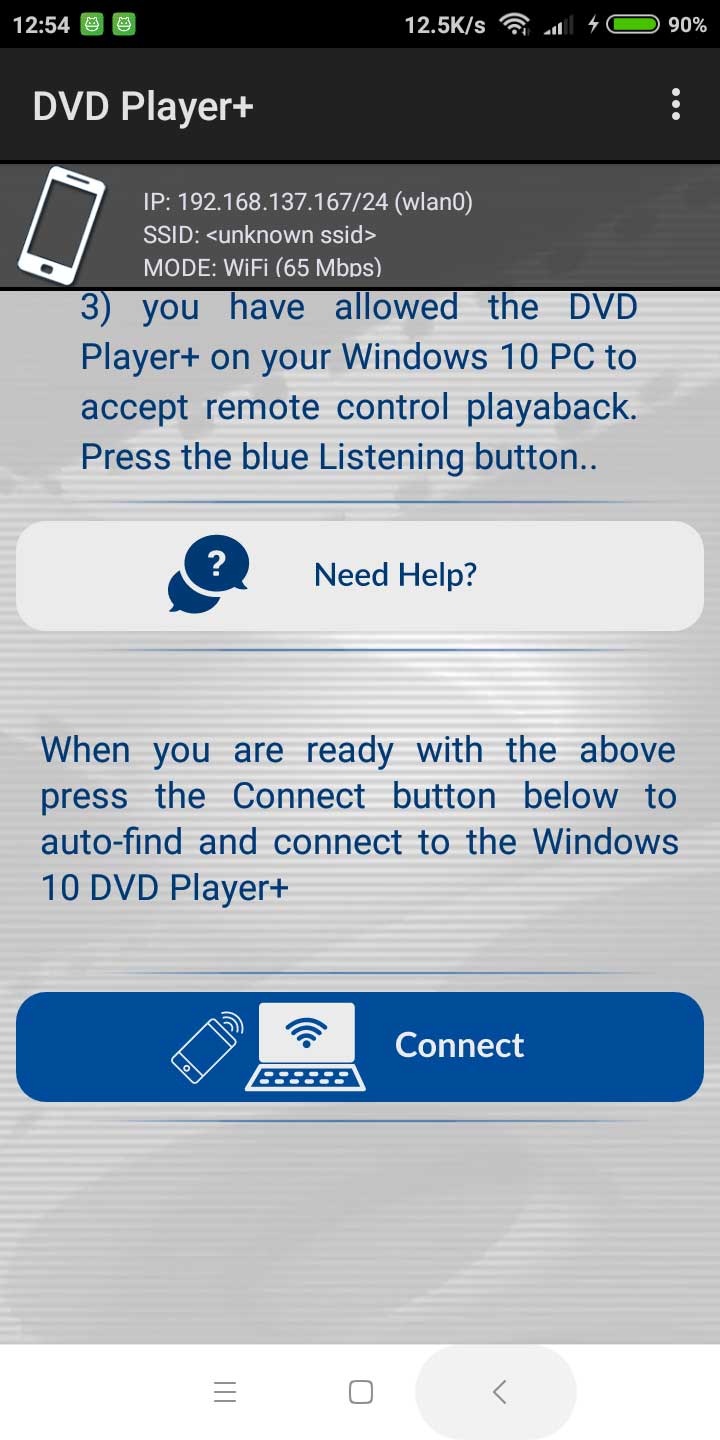 12:54 12.5K/s 90%
DVD Player+
IP: 192.168.137.167/24 (wlan0)
SSID: <unknown ssid>
MODE: WiFi (65 Mbps)
3) you have allowed the DVD
Player+ on your Windows 10 PC to
accept remote control playaback.
Press the blue Listening button..
? Need Help?
When you are ready with the above
press the Connect button below to
auto-find and connect to the Windows
10 DVD Player+
Connect